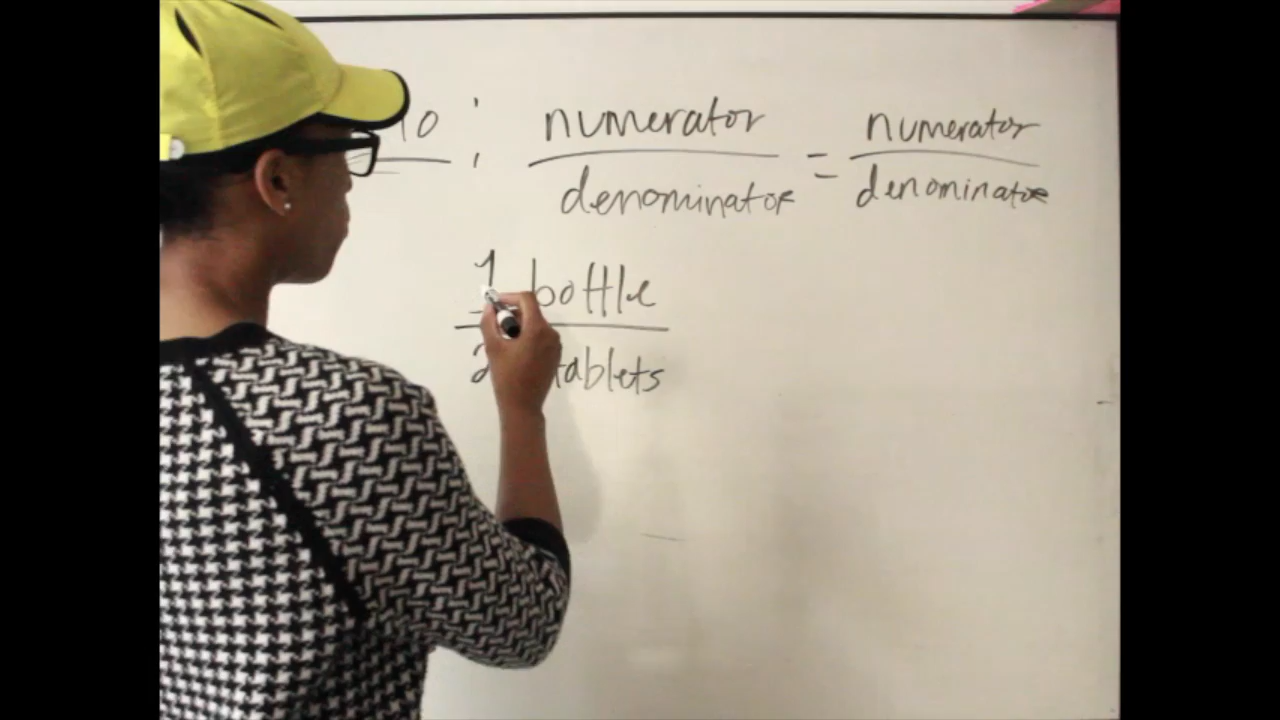 numerator = numerator
denominator denominator
1 bottle
tablets